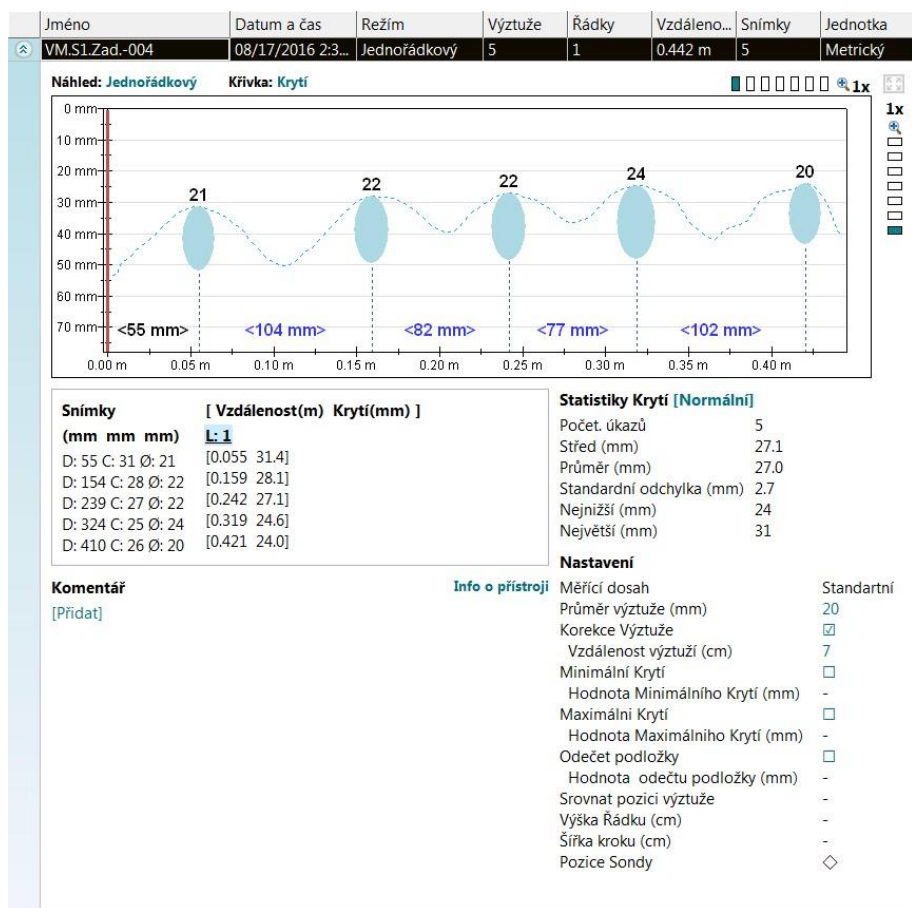 Jméno Datum a čas Režím Výztuže Řádky Vzdáleno... Snímky Jednotka
VM.S1.Zad.-004 08/17/2016 2:3... Jednořádkový 5 1 0.442 m 5 Metrický
Náhled: Jednořádkový Křivka: Krytí 1x
1x
0 mm
10 mm
20 mm
30 mm
40 mm
50 mm
60 mm
70 mm
21 22 22 24 20
<55 mm> <104 mm> <82 mm> <77 mm> <102 mm>
0.00 m 0.05 m 0.10 m 0.15 m 0.20 m 0.25 m 0.30 m 0.35 m 0.40 m
Snímky [ Vzdálenost(m) Krytí(mm) ]
(mm mm mm) L: 1
D: 55 C: 31 Ø: 21 [0.055 31.4]
D: 154 C: 28 Ø: 22 [0.159 28.1]
D: 239 C: 27 Ø: 22 [0.242 27.1]
D: 324 C: 25 Ø: 24 [0.319 24.6]
D: 410 C: 26 Ø: 20 [0.421 24.0]
Komentář Info o přístroji
[Přidat]
Statistiky Krytí [Normální]
Počet. úkazů 5
Střed (mm) 27.1
Průměr (mm) 27.0
Standardní odchylka (mm) 2.7
Nejnižší (mm) 24
Největší (mm) 31
Nastavení
Měřící dosah Standartní
Průměr výztuže (mm) 20
Korekce Výztuže ☑
Vzdálenost výztuží (cm) 7
Minimální Krytí ☐
Hodnota Minimálního Krytí (mm) -
Maximálni Krytí ☐
Hodnota Maximálního Krytí (mm) -
Odečet podložky ☐
Hodnota odečtu podložky (mm) -
Srovnat pozici výztuže -
Výška Řádku (cm) -
Šířka kroku (cm) -
Pozice Sondy ◇